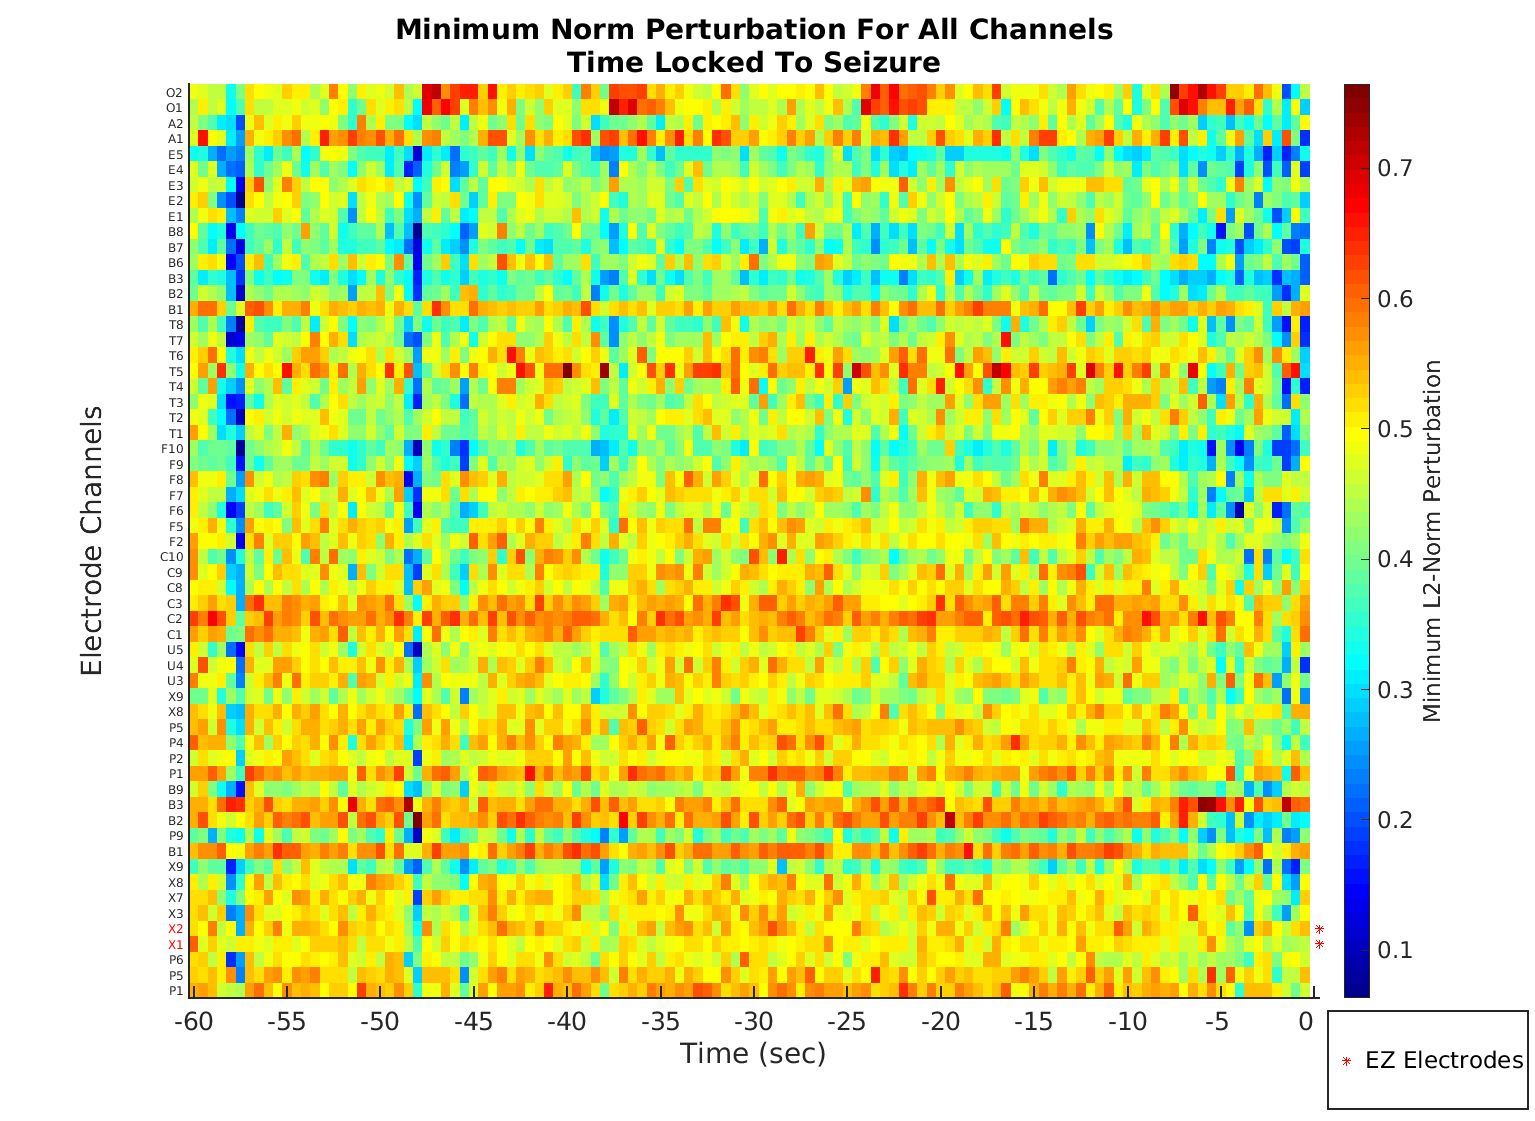 Minimum Norm Perturbation For All Channels
Time Locked To Seizure
Electrode Channels
O2
O1
A2
A1
E5
E4
E3
E2
E1
B8
B7
B6
B3
B2
B1
T8
T7
T6
T5
T4
T3
T2
T1
F10
F9
F8
F7
F6
F5
F2
C10
C9
C8
C3
C2
C1
U5
U4
U3
X9
X8
P5
P4
P2
P1
B9
B3
B2
P9
B1
X9
X8
X7
X3
X2
X1
P6
P5
P1
-60 -55 -50 -45 -40 -35 -30 -25 -20 -15 -10 -5 0
Time (sec)
0.7
0.6
0.5
0.4
0.3
0.2
0.1
Minimum L2-Norm Perturbation
EZ Electrodes